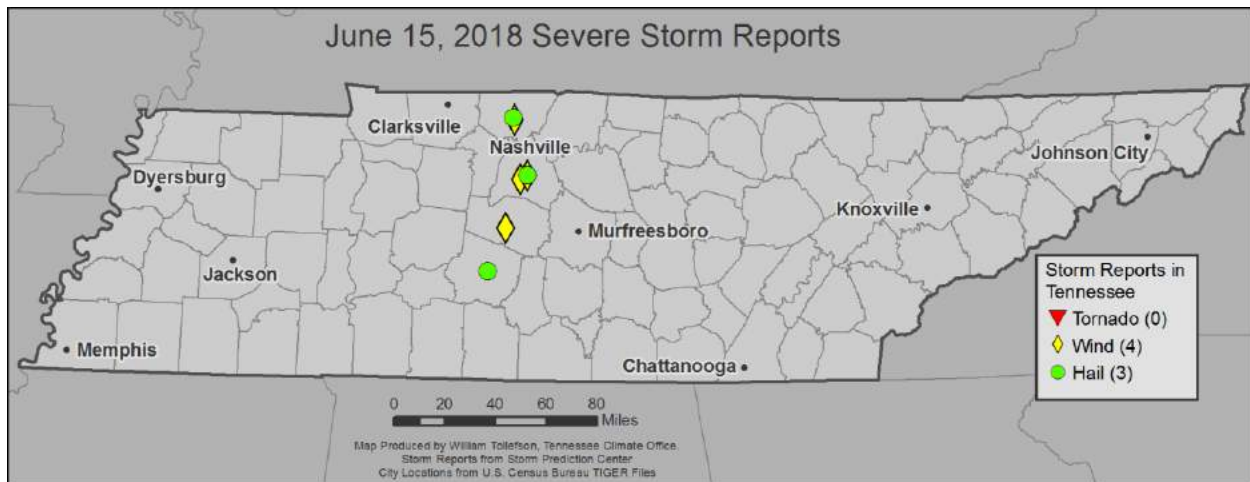 June 15, 2018 Severe Storm Reports
Clarksville
Nashville
Johnson City
Dyersburg
Knoxville
Murfreesboro
Jackson
Storm Reports in
Tennessee
Tornado (0)
Wind (4)
Hail (3)
Memphis
Chattanooga
0 20 40 60 80
Miles
Map Produced by William Tollefson, Tennessee Climate Office.
Storm Reports from Storm Prediction Center
City Locations from U.S. Census Bureau TIGER Files